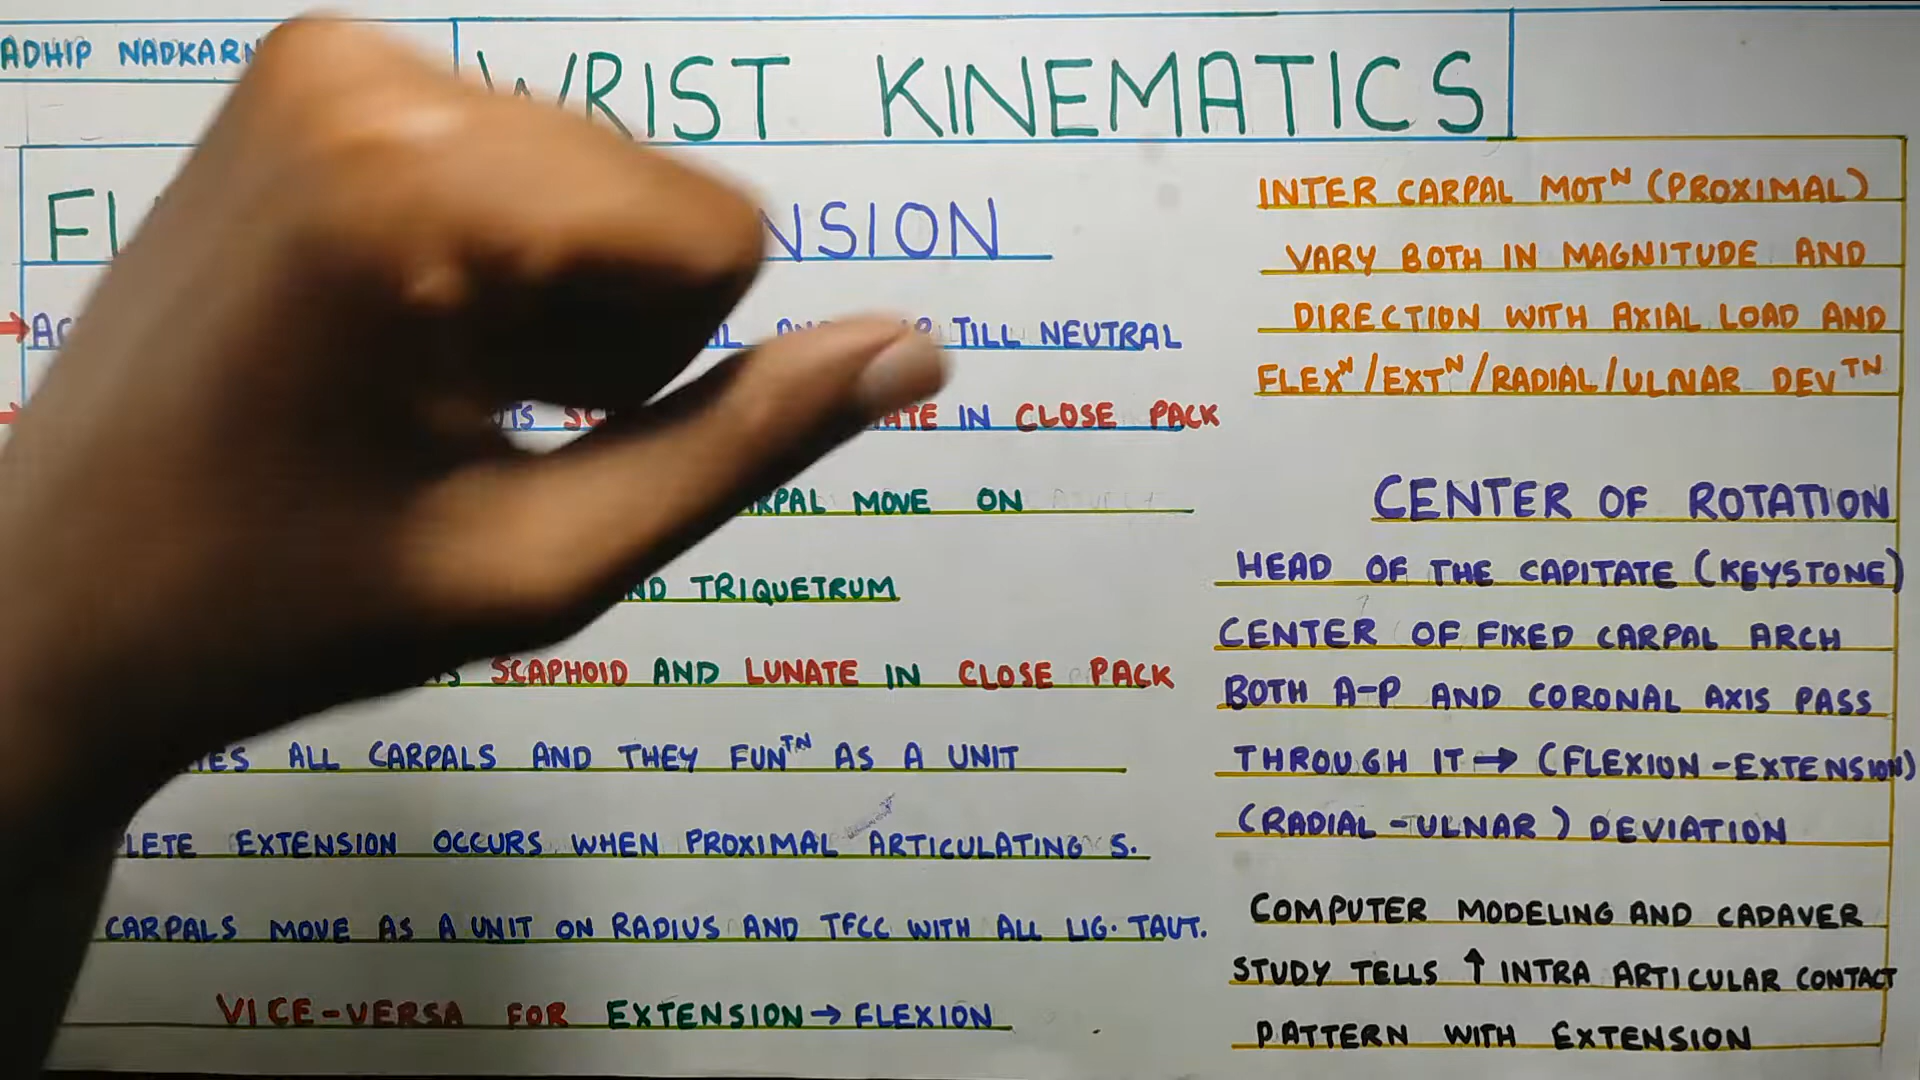 ADHIP
WRIST KINEMATICS
TILL NEUTRAL
IN CLOSE PACK
MOVE ON
TRIQUETRUM
SCAPHOID AND LUNATE IN CLOSE PACK
ALL CARPALS AND THEY FUNᵀᴺ AS A UNIT
EXTENSION OCCURS WHEN PROXIMAL ARTICULATING S.
CARPALS MOVE AS A UNIT ON RADIUS AND TFCC WITH ALL LIG. TAUT.
VICE-VERSA FOR EXTENSION → FLEXION
INTER CARPAL MOTᴺ (PROXIMAL)
VARY BOTH IN MAGNITUDE AND
DIRECTION WITH AXIAL LOAD AND
FLEXᴺ/EXTᴺ/RADIAL/ULNAR DEVᵀᴺ
CENTER OF ROTATION
HEAD OF THE CAPITATE (KEYSTONE)
CENTER OF FIXED CARPAL ARCH
BOTH A-P AND CORONAL AXIS PASS
THROUGH IT → (FLEXION-EXTENSION)
(RADIAL-ULNAR) DEVIATION
COMPUTER MODELING AND CADAVER
STUDY TELLS ↑ INTRA ARTICULAR CONTACT
PATTERN WITH EXTENSION